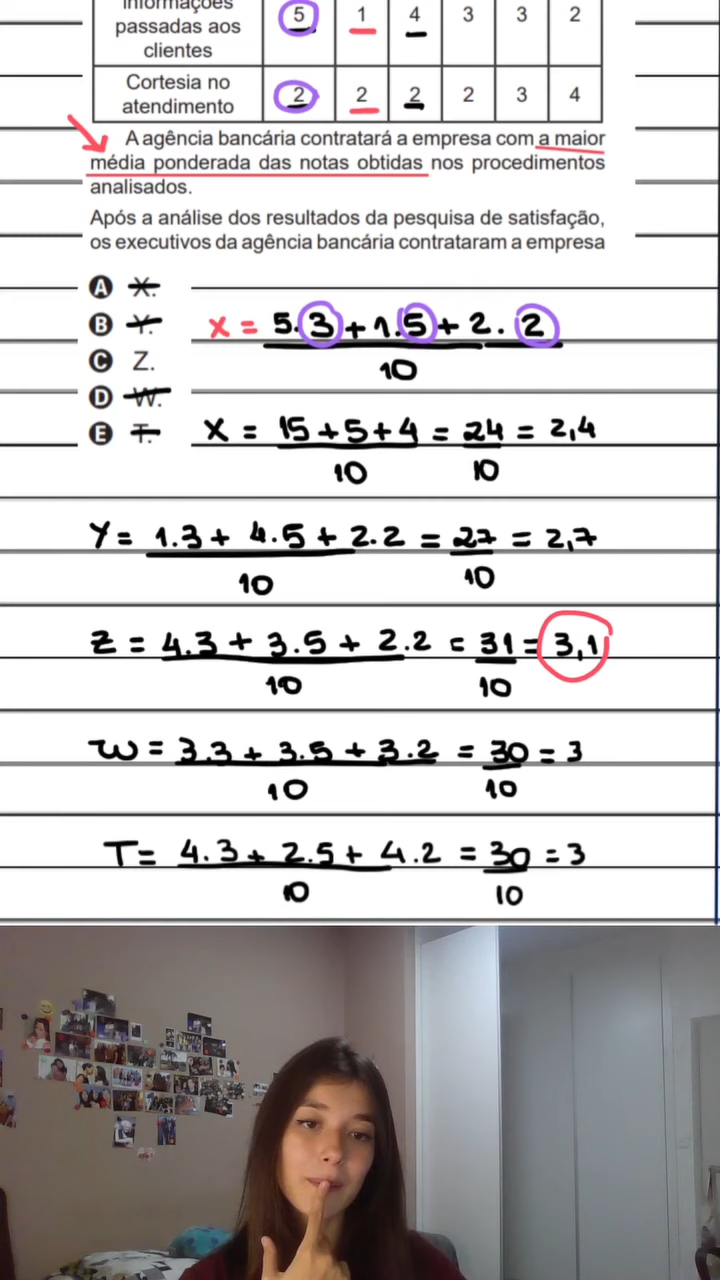 informações
passadas aos
clientes
5 1 4 3 3 2
Cortesia no
atendimento
2 2 2 2 3 4
A agência bancária contratará a empresa com a maior
média ponderada das notas obtidas nos procedimentos
analisados.
Após a análise dos resultados da pesquisa de satisfação,
os executivos da agência bancária contrataram a empresa
A X.
B Y.
C Z.
D W.
E T.
X = 5.3 + 1.5 + 2.2
10
X = 15 + 5 + 4 = 24 = 2,4
10 10
Y = 1.3 + 4.5 + 2.2 = 27 = 2,7
10 10
Z = 4.3 + 3.5 + 2.2 = 31 = 3,1
10 10
W = 3.3 + 3.5 + 3.2 = 30 = 3
10 10
T = 4.3 + 2.5 + 4.2 = 30 = 3
10 10